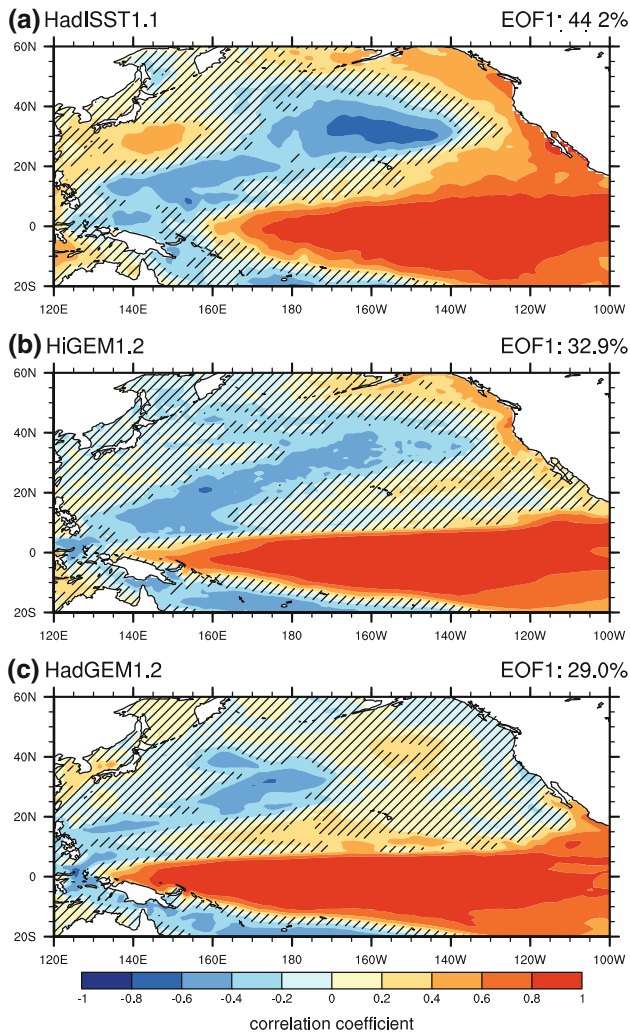 (a) HadISST1.1 EOF1: 44 2%
60N
40N
20N
0
20S
120E 140E 160E 180 160W 140W 120W 100W
(b) HiGEM1.2 EOF1: 32.9%
60N
40N
20N
0
20S
120E 140E 160E 180 160W 140W 120W 100W
(c) HadGEM1.2 EOF1: 29.0%
60N
40N
20N
0
20S
120E 140E 160E 180 160W 140W 120W 100W
-1 -0.8 -0.6 -0.4 -0.2 0 0.2 0.4 0.6 0.8 1
correlation coefficient